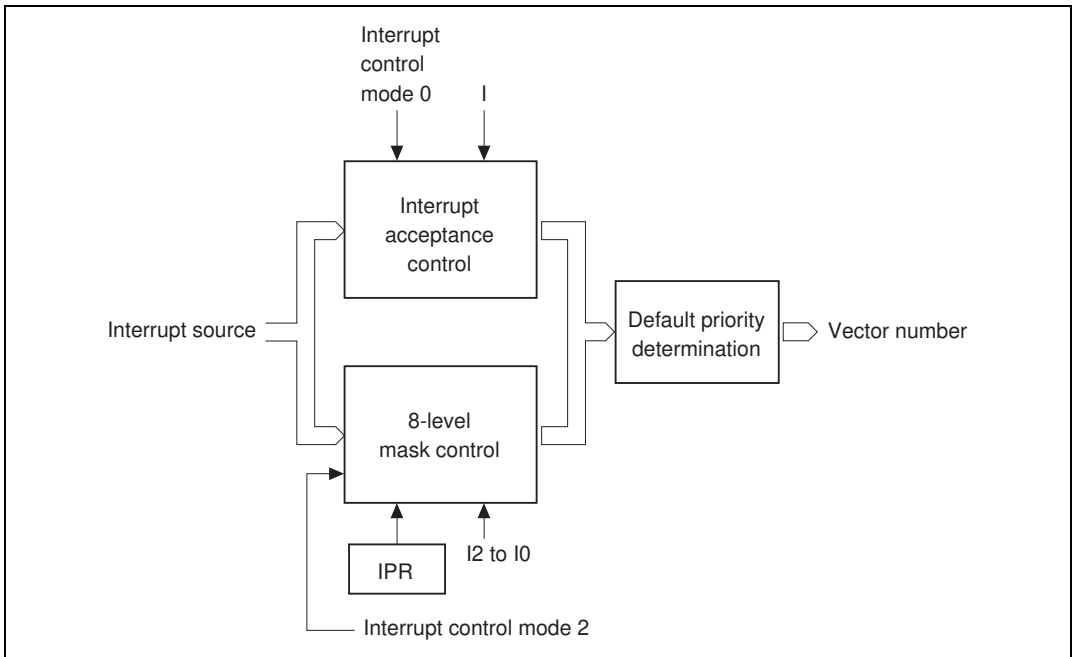 Interrupt
control
mode 0
I
Interrupt
acceptance
control
Interrupt source
Default priority
determination
Vector number
8-level
mask control
IPR
I2 to I0
Interrupt control mode 2